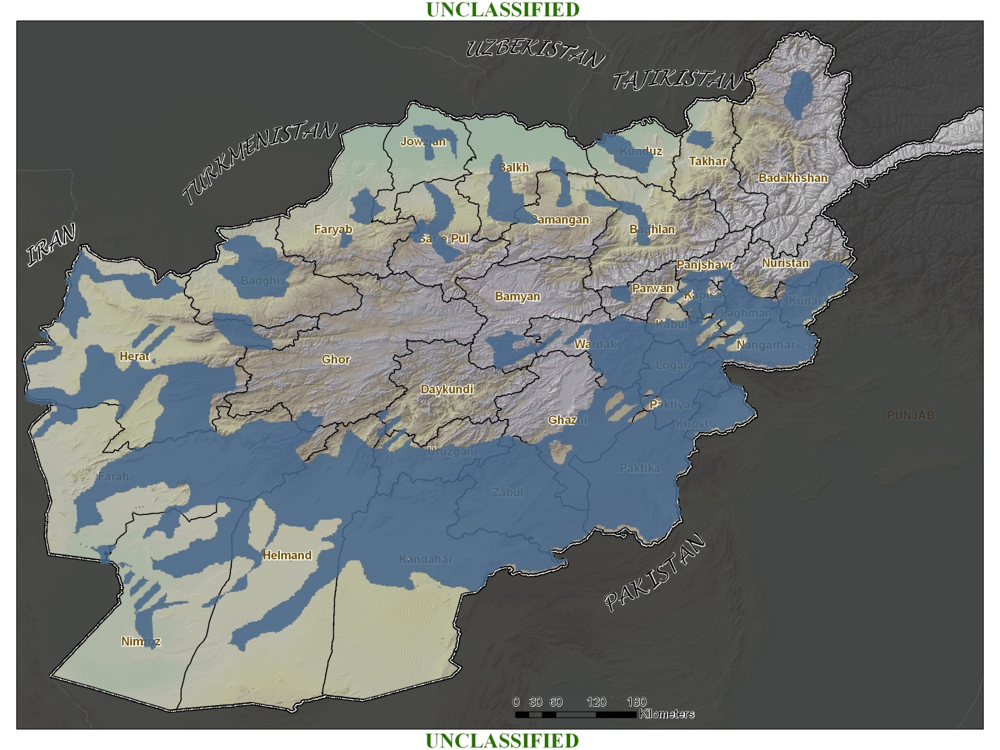 UNCLASSIFIED
UZBEKISTAN
TAJIKISTAN
TURKMENISTAN
IRAN
Jowzjan
Kunduz
Takhar
Balkh
Badakhshan
Faryab
Samangan
Baghlan
Sar-e Pul
Panjshayr
Nuristan
Badghis
Parwan
Kapisa
Bamyan
Kunar
Laghman
Kabul
Wardak
Nangarhar
Herat
Ghor
Logar
Daykundi
Paktiya
PUNJAB
Ghazni
Khost
Uruzgan
Paktika
Farah
Zabul
Helmand
Kandahar
PAKISTAN
Nimroz
0 30 60 120 180
Kilometers
UNCLASSIFIED